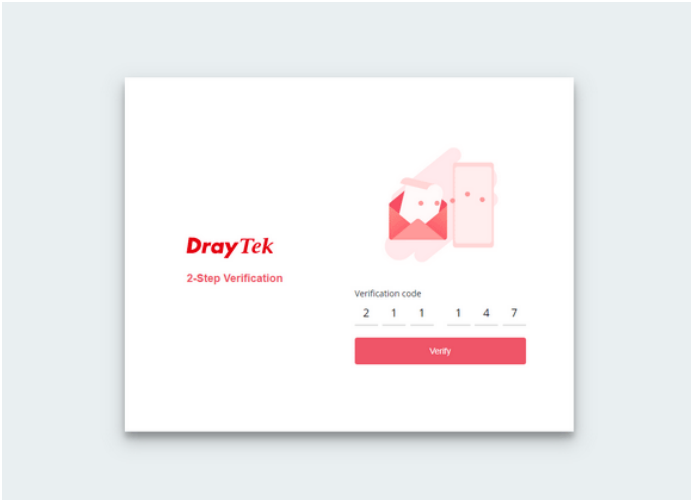 DrayTek
2-Step Verification
Verification code
2 1 1 1 4 7
Verify